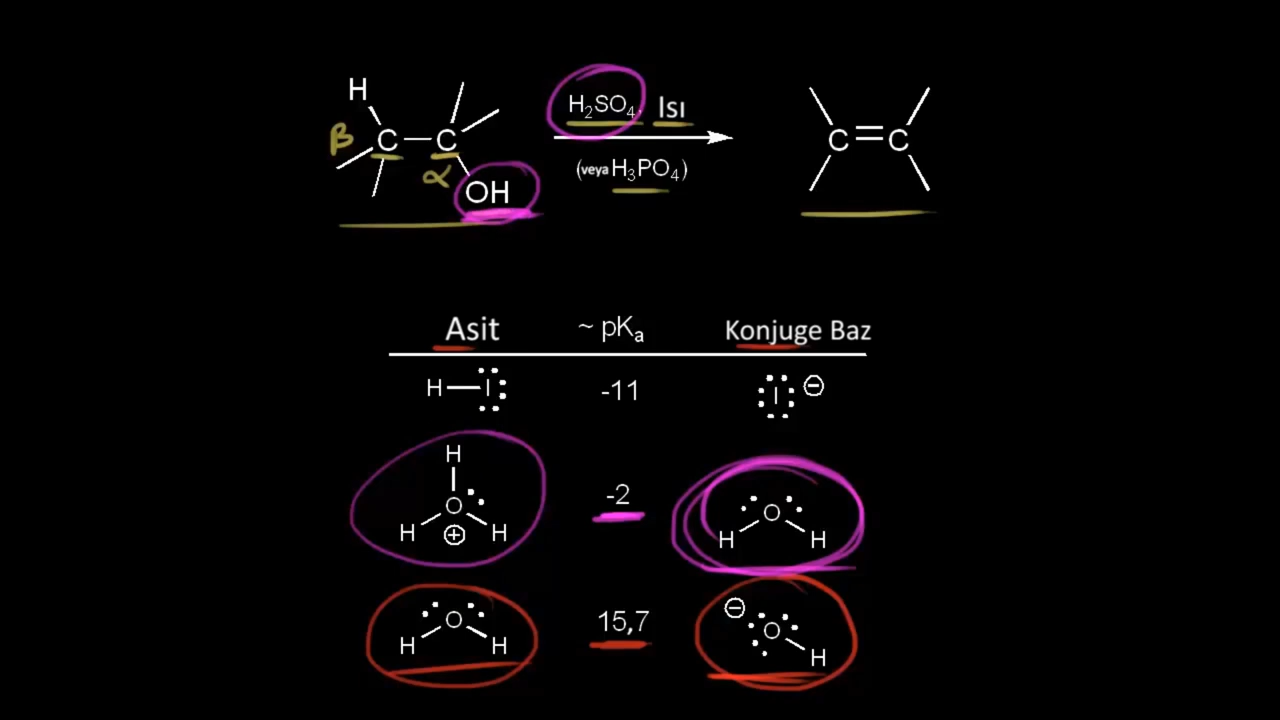 H
H₂SO₄, Isı
β C C C C
α
(veya H₃PO₄)
OH
Asit ~ pKₐ Konjuge Baz
H I -11 I ⊖
H
-2
O O
H ⊕ H H H
15,7 ⊖
O O
H H H